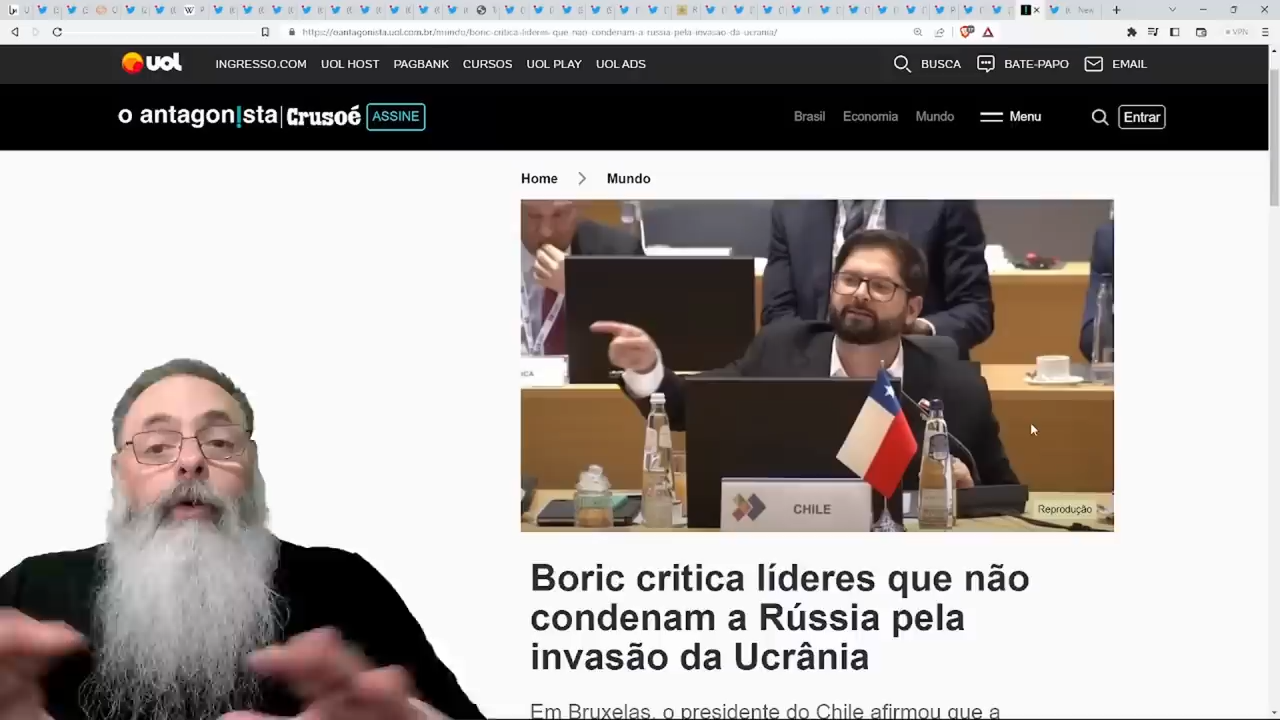 https://oantagonista.uol.com.br/mundo/boric-critica-lideres-que-nao-condenam-a-russia-pela-invasao-da-ucrania/
VPN
UOL
INGRESSO.COM UOL HOST PAGBANK CURSOS UOL PLAY UOL ADS
BUSCA BATE-PAPO EMAIL
o antagon!sta Crusoé ASSINE
Brasil Economia Mundo Menu Entrar
Home Mundo
CHILE
Reprodução
Boric critica líderes que não
condenam a Rússia pela
invasão da Ucrânia
Em Bruxelas, o presidente do Chile afirmou que a